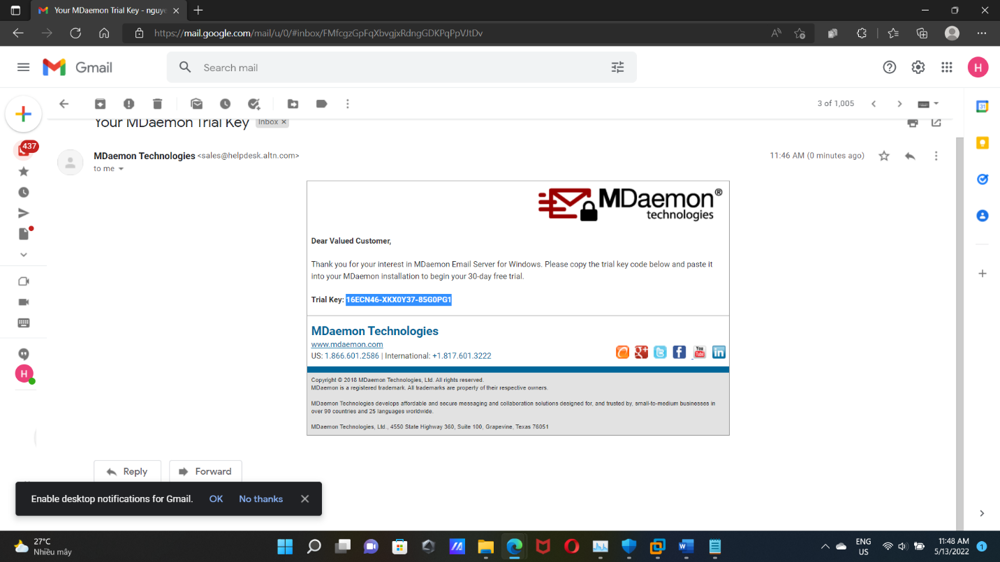 Your MDaemon Trial Key - nguye
https://mail.google.com/mail/u/0/#inbox/FMfcgzGpFqXbvgjxRdngGDKPqPpVJtDv
Gmail
Search mail
H
3 of 1,005
Your MDaemon Trial Key
Inbox ×
31
437
MDaemon Technologies <sales@helpdesk.altn.com>
11:46 AM (0 minutes ago)
to me
MDaemon®
technologies
Dear Valued Customer,
Thank you for your interest in MDaemon Email Server for Windows. Please copy the trial key code below and paste it
into your MDaemon installation to begin your 30-day free trial.
Trial Key: 16ECN46-XKX0Y37-85G0PG1
MDaemon Technologies
www.mdaemon.com
US: 1.866.601.2586 | International: +1.817.601.3222
You
Tube
in
H
Copyright © 2018 MDaemon Technologies, Ltd. All rights reserved.
MDaemon is a registered trademark. All trademarks are property of their respective owners.
MDaemon Technologies develops affordable and secure messaging and collaboration solutions designed for, and trusted by, small-to-medium businesses in
over 90 countries and 25 languages worldwide.
MDaemon Technologies, Ltd., 4550 State Highway 360, Suite 100, Grapevine, Texas 76051
Reply
Forward
Enable desktop notifications for Gmail. OK No thanks
27°C
Nhiều mây
ENG
US
11:48 AM
5/13/2022
1